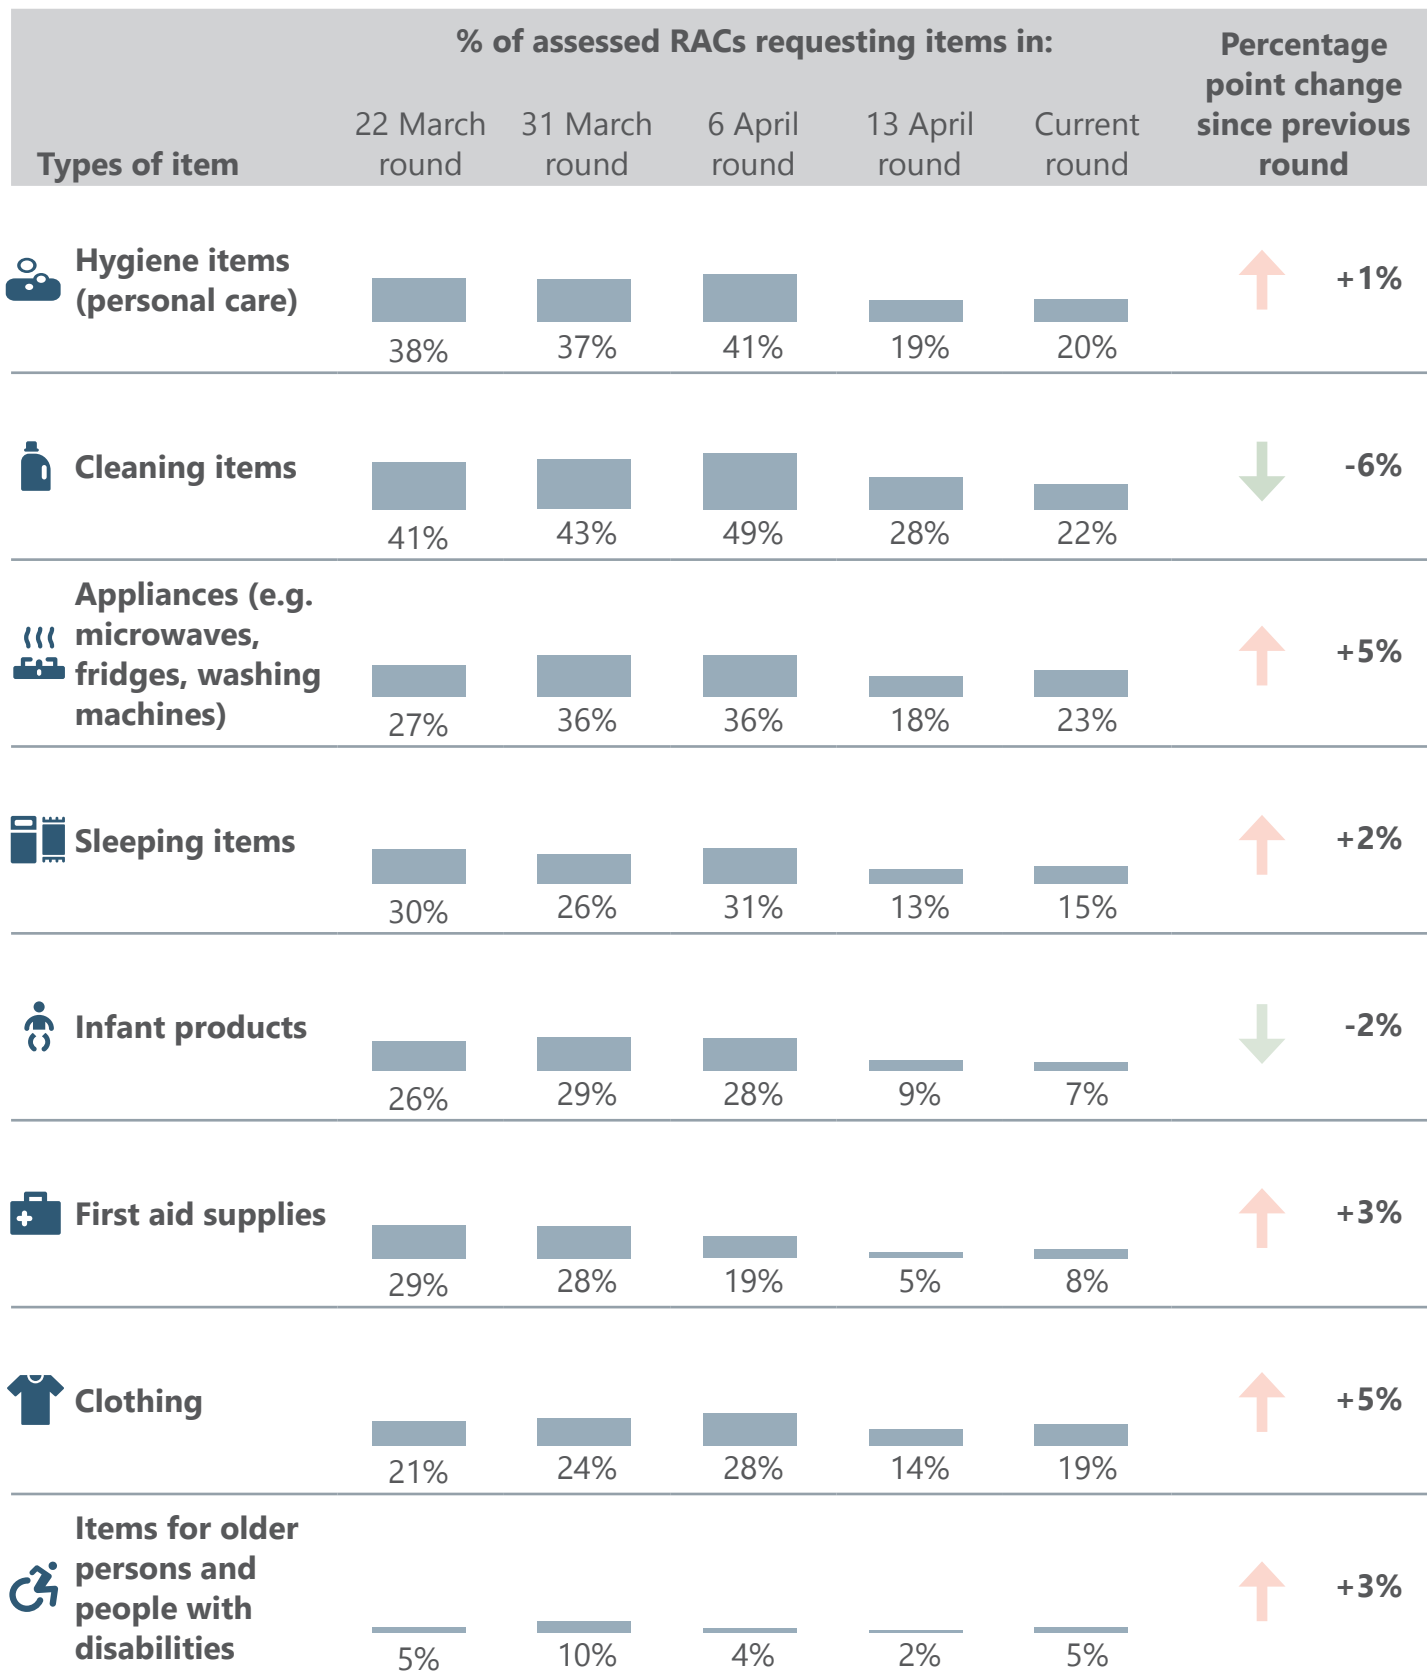 % of assessed RACs requesting items in:
Percentage
point change
since previous
round
Types of item
22 March
round
31 March
round
6 April
round
13 April
round
Current
round
Hygiene items
(personal care)
38%
37%
41%
19%
20%
+1%
Cleaning items
41%
43%
49%
28%
22%
-6%
Appliances (e.g.
microwaves,
fridges, washing
machines)
27%
36%
36%
18%
23%
+5%
Sleeping items
30%
26%
31%
13%
15%
+2%
Infant products
26%
29%
28%
9%
7%
-2%
First aid supplies
29%
28%
19%
5%
8%
+3%
Clothing
21%
24%
28%
14%
19%
+5%
Items for older
persons and
people with
disabilities
5%
10%
4%
2%
5%
+3%